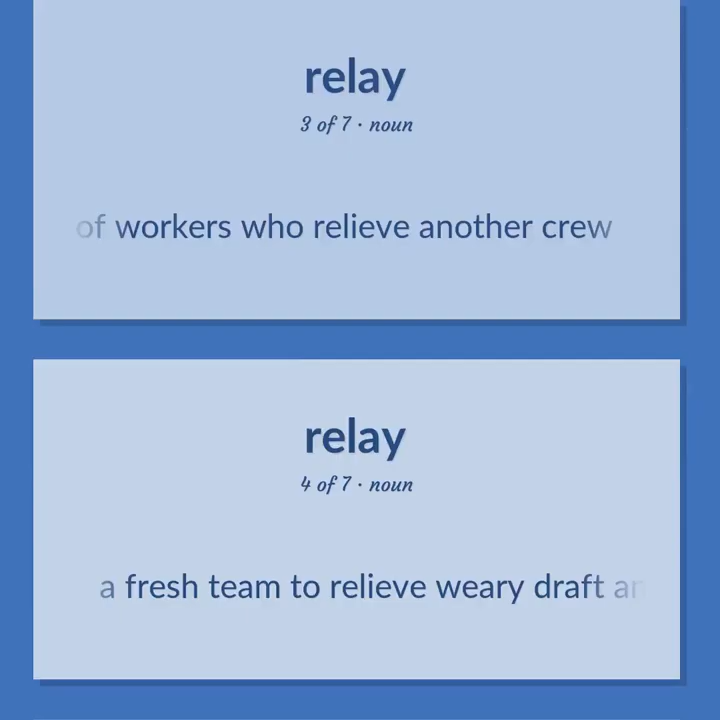 relay
3 of 7 · noun
of workers who relieve another crew
relay
4 of 7 · noun
a fresh team to relieve weary draft